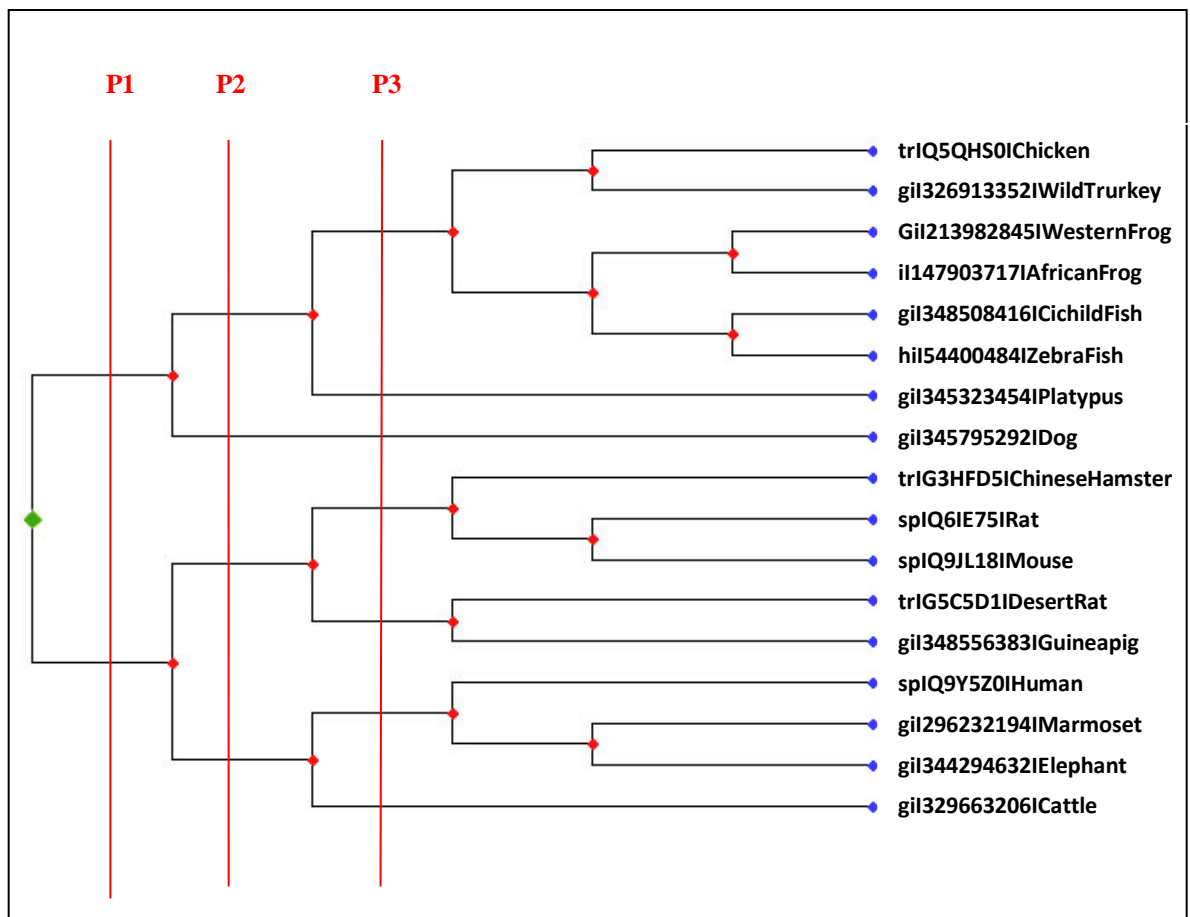 P1 P2 P3
trIQ5QHS0IChicken
giI326913352IWildTrurkey
GiI213982845IWesternFrog
iI147903717IAfricanFrog
giI348508416ICichildFish
hiI54400484IZebraFish
giI345323454IPlatypus
giI345795292IDog
trIG3HFD5IChineseHamster
spIQ6IE75IRat
spIQ9JL18IMouse
trIG5C5D1IDesertRat
giI348556383IGuineapig
spIQ9Y5Z0IHuman
giI296232194IMarmoset
giI344294632IElephant
giI329663206ICattle